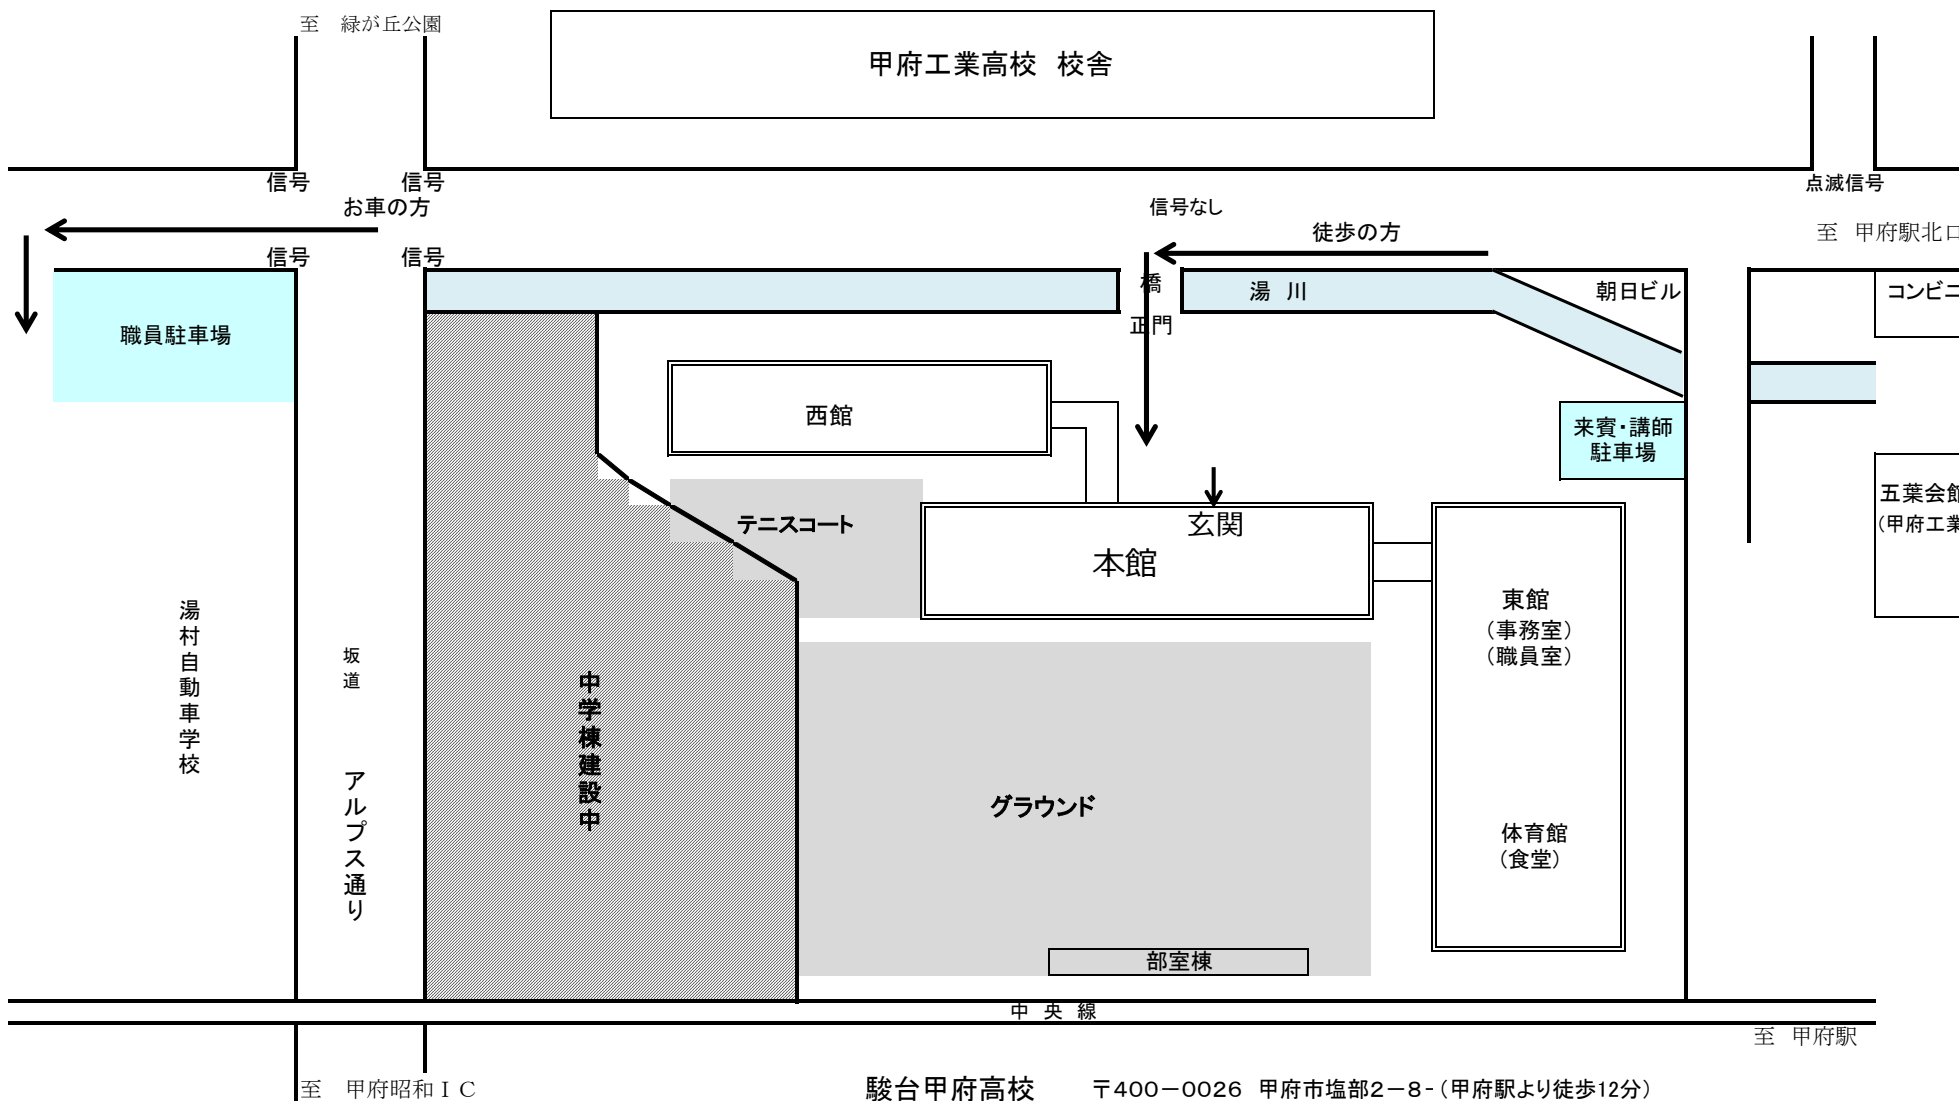 至 緑が丘公園
甲府工業高校 校舎
信号
信号
点滅信号
お車の方
信号なし
徒歩の方
至 甲府駅北口
信号
信号
橋
湯 川
朝日ビル
コンビニ
正門
職員駐車場
西館
来賓・講師
駐車場
五葉会館
(甲府工業
テニスコート
玄関
本館
東館
(事務室)
(職員室)
湯村自動車学校
坂道
アルプス通り
中学棟建設中
グラウンド
体育館
(食堂)
部室棟
中 央 線
至 甲府駅
至 甲府昭和IC
駿台甲府高校 〒400-0026 甲府市塩部2-8-(甲府駅より徒歩12分)